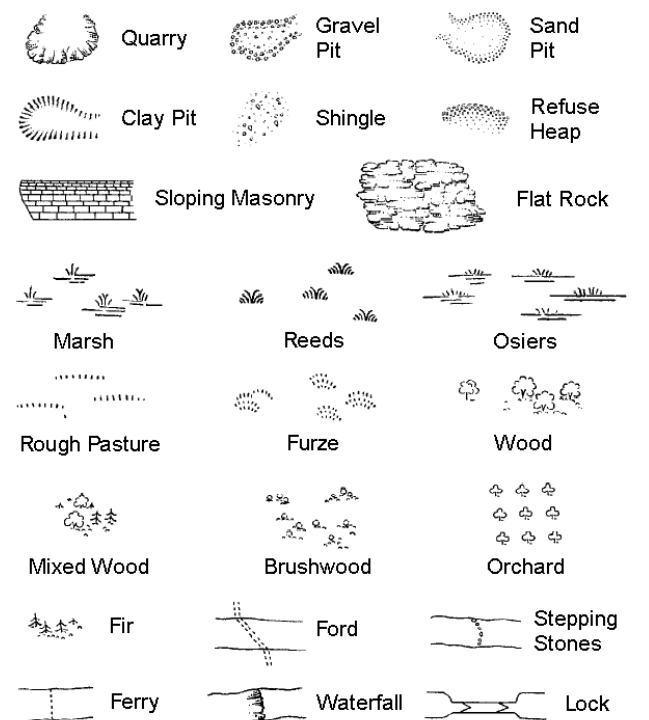 Quarry
Gravel
Pit
Sand
Pit
Clay Pit
Shingle
Refuse
Heap
Sloping Masonry
Flat Rock
Marsh
Reeds
Osiers
Rough Pasture
Furze
Wood
Mixed Wood
Brushwood
Orchard
Fir
Ford
Stepping
Stones
Ferry
Waterfall
Lock